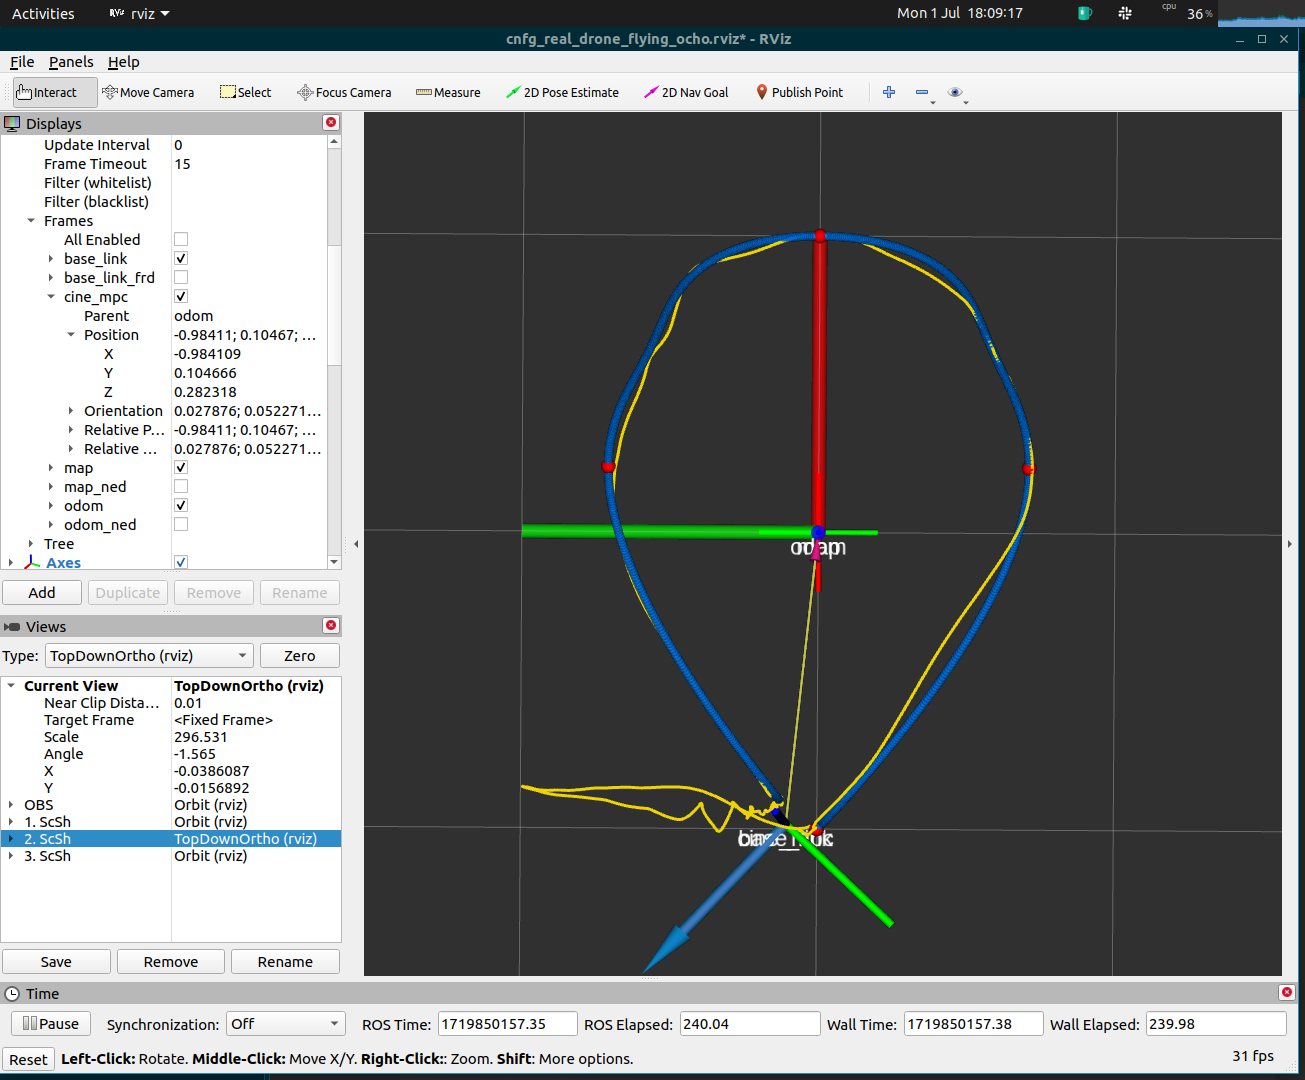 Activities
RViz rviz
Mon 1 Jul 18:09:17
cpu
36%
cnfg_real_drone_flying_ocho.rviz* - RViz
File Panels Help
Interact Move Camera Select Focus Camera Measure 2D Pose Estimate 2D Nav Goal Publish Point
Displays
Update Interval 0
Frame Timeout 15
Filter (whitelist)
Filter (blacklist)
Frames
All Enabled
base_link
base_link_frd
cine_mpc
Parent odom
Position -0.98411; 0.10467; ...
X -0.984109
Y 0.104666
Z 0.282318
Orientation 0.027876; 0.052271...
Relative P... -0.98411; 0.10467; ...
Relative ... 0.027876; 0.052271...
map
map_ned
odom
odom_ned
Tree
Axes
Add Duplicate Remove Rename
Views
Type: TopDownOrtho (rviz) Zero
Current View TopDownOrtho (rviz)
Near Clip Dista... 0.01
Target Frame <Fixed Frame>
Scale 296.531
Angle -1.565
X -0.0386087
Y -0.0156892
OBS Orbit (rviz)
1. ScSh Orbit (rviz)
2. ScSh TopDownOrtho (rviz)
3. ScSh Orbit (rviz)
Save Remove Rename
Time
Pause Synchronization: Off ROS Time: 1719850157.35 ROS Elapsed: 240.04 Wall Time: 1719850157.38 Wall Elapsed: 239.98
Reset Left-Click: Rotate. Middle-Click: Move X/Y. Right-Click:: Zoom. Shift: More options.
31 fps